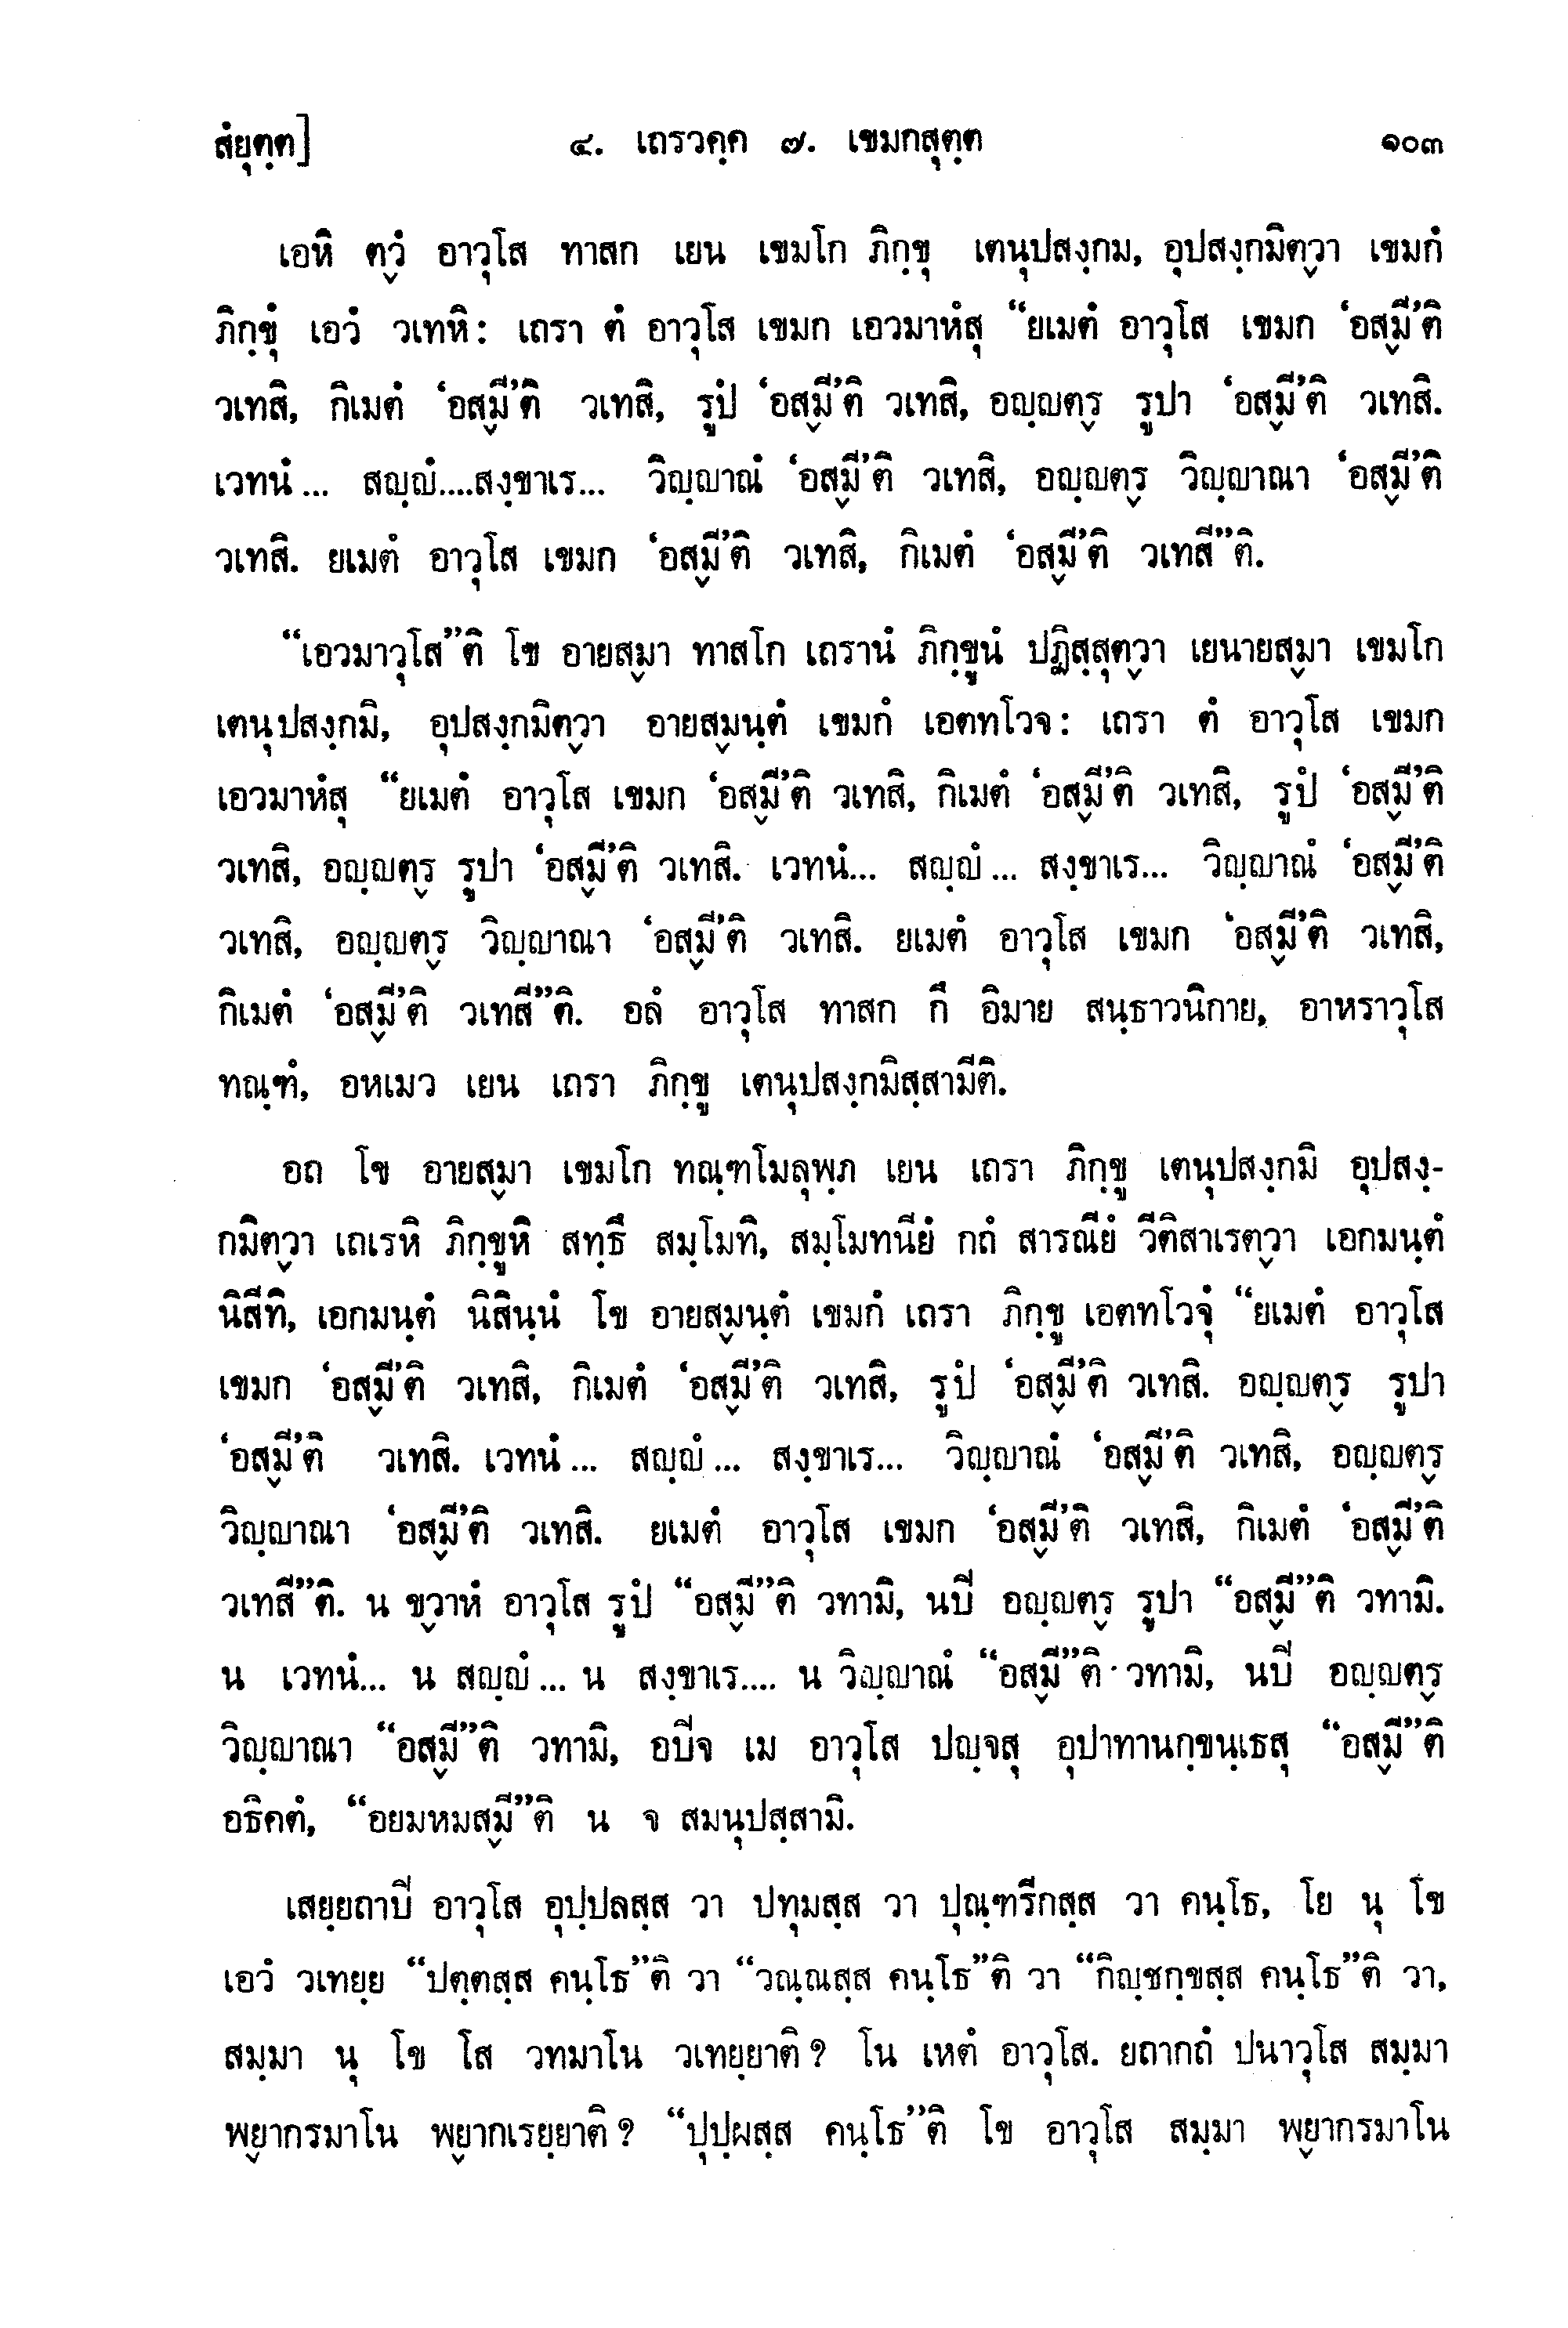 สํยุตฺต] ๔. เถรวคฺค ๗. เขมกสุตฺต ๑๐๓
เอหิ ตฺวํ อาวุโส ทาสก เยน เขมโก ภิกฺขุ เตนุปสงฺกม, อุปสงฺกมิตฺวา เขมกํ
ภิกฺขุํ เอวํ วเทหิ: เถรา ตํ อาวุโส เขมก เอวมาหํสุ “ยเมตํ อาวุโส เขมก ‘อสฺมี’ติ
วเทสิ, กิเมตํ ‘อสฺมี’ติ วเทสิ, รูปํ ‘อสฺมี’ติ วเทสิ, อญฺญตฺร รูปา ‘อสฺมี’ติ วเทสิ.
เวทนํ... สญฺญํ....สงฺขาเร... วิญฺญาณํ ‘อสฺมี’ติ วเทสิ, อญฺญตฺร วิญฺญาณา ‘อสฺมี’ติ
วเทสิ. ยเมตํ อาวุโส เขมก ‘อสฺมี’ติ วเทสิ, กิเมตํ ‘อสฺมี’ติ วเทสี”ติ.
“เอวมาวุโส”ติ โข อายสฺมา ทาสโก เถรานํ ภิกฺขูนํ ปฏิสฺสุตฺวา เยนายสฺมา เขมโก
เตนุปสงฺกมิ, อุปสงฺกมิตฺวา อายสฺมนฺตํ เขมกํ เอตทโวจ: เถรา ตํ อาวุโส เขมก
เอวมาหํสุ “ยเมตํ อาวุโส เขมก ‘อสฺมี’ติ วเทสิ, กิเมตํ ‘อสฺมี’ติ วเทสิ, รูปํ ‘อสฺมี’ติ
วเทสิ, อญฺญตฺร รูปา ‘อสฺมี’ติ วเทสิ. เวทนํ... สญฺญํ... สงฺขาเร... วิญฺญาณํ ‘อสฺมี’ติ
วเทสิ, อญฺญตฺร วิญฺญาณา ‘อสฺมี’ติ วเทสิ. ยเมตํ อาวุโส เขมก ‘อสฺมี’ติ วเทสิ,
กิเมตํ ‘อสฺมี’ติ วเทสี”ติ. อลํ อาวุโส ทาสก กึ อิมาย สนฺธาวนิกาย, อาหราวุโส
ทณฺฑํ, อหเมว เยน เถรา ภิกฺขู เตนุปสงฺกมิสฺสามีติ.
อถ โข อายสฺมา เขมโก ทณฺฑโมลุพฺภ เยน เถรา ภิกฺขู เตนุปสงฺกมิ อุปสงฺ-
กมิตฺวา เถเรหิ ภิกฺขูหิ สทฺธึ สมฺโมทิ, สมฺโมทนียํ กถํ สารณียํ วีติสาเรตฺวา เอกมนฺตํ
นิสีทิ, เอกมนฺตํ นิสินฺนํ โข อายสฺมนฺตํ เขมกํ เถรา ภิกฺขู เอตทโวจุํ “ยเมตํ อาวุโส
เขมก ‘อสฺมี’ติ วเทสิ, กิเมตํ ‘อสฺมี’ติ วเทสิ, รูปํ ‘อสฺมี’ติ วเทสิ. อญฺญตฺร รูปา
‘อสฺมี’ติ วเทสิ. เวทนํ... สญฺญํ... สงฺขาเร... วิญฺญาณํ ‘อสฺมี’ติ วเทสิ, อญฺญตฺร
วิญฺญาณา ‘อสฺมี’ติ วเทสิ. ยเมตํ อาวุโส เขมก ‘อสฺมี’ติ วเทสิ, กิเมตํ ‘อสฺมี’ติ
วเทสี”ติ. น ขฺวาหํ อาวุโส รูปํ “อสฺมี”ติ วทามิ, นปิ อญฺญตฺร รูปา “อสฺมี”ติ วทามิ.
น เวทนํ... น สญฺญํ... น สงฺขาเร.... น วิญฺญาณํ “อสฺมี”ติ วทามิ, นปิ อญฺญตฺร
วิญฺญาณา “อสฺมี”ติ วทามิ, อปิจ เม อาวุโส ปญฺจสุ อุปาทานกฺขนฺเธสุ “อสฺมี”ติ
อธิคตํ, “อยมหมสฺมี”ติ น จ สมนุปสฺสามิ.
เสยฺยถาปิ อาวุโส อุปฺปลสฺส วา ปทุมสฺส วา ปุณฺฑรีกสฺส วา คนฺโธ, โย นุ โข
เอวํ วเทยฺย “ปตฺตสฺส คนฺโธ”ติ วา “วณฺณสฺส คนฺโธ”ติ วา “กิญฺชกฺขสฺส คนฺโธ”ติ วา,
สมฺมา นุ โข โส วทมาโน วเทยฺยาติ? โน เหตํ อาวุโส. ยถากถํ ปนาวุโส สมฺมา
พฺยากรมาโน พฺยากเรยฺยาติ? “ปุปฺผสฺส คนฺโธ”ติ โข อาวุโส สมฺมา พฺยากรมาโน